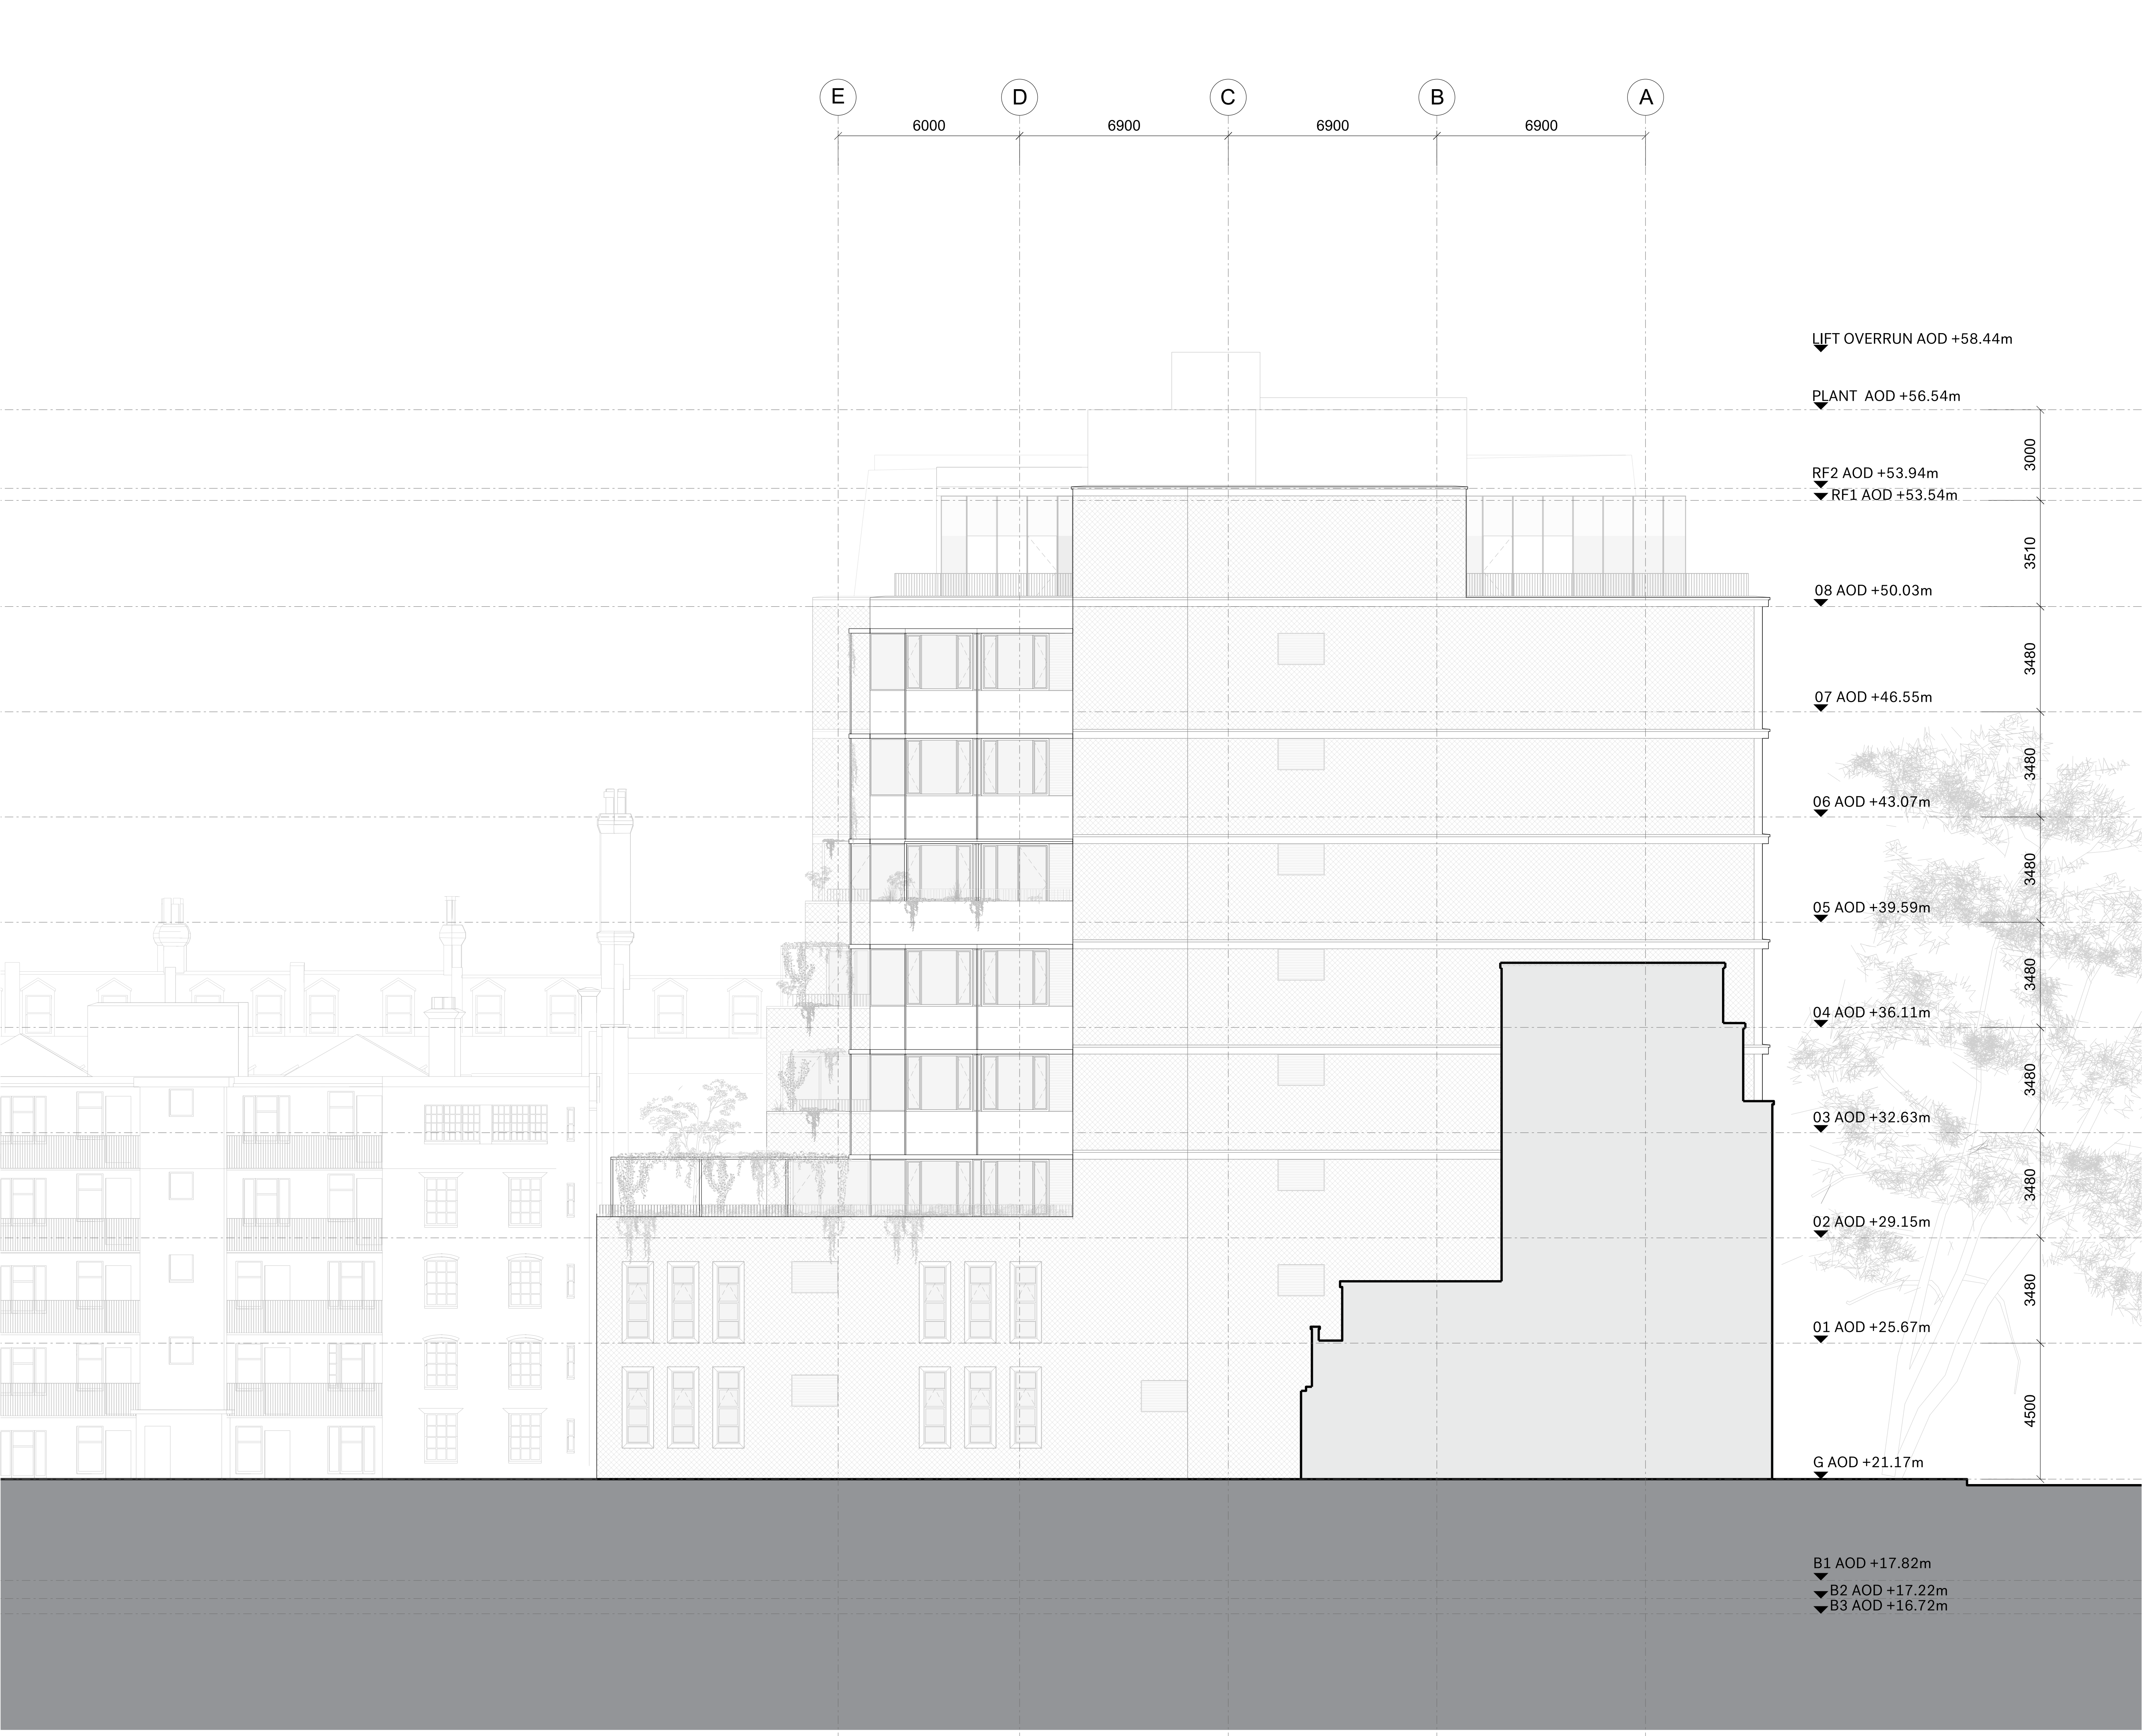 E D C B A
6000 6900 6900 6900
LIFT OVERRUN AOD +58.44m
PLANT AOD +56.54m
3000
RF2 AOD +53.94m
RF1 AOD +53.54m
3510
08 AOD +50.03m
3480
07 AOD +46.55m
3480
06 AOD +43.07m
3480
05 AOD +39.59m
3480
04 AOD +36.11m
3480
03 AOD +32.63m
3480
02 AOD +29.15m
3480
01 AOD +25.67m
4500
G AOD +21.17m
B1 AOD +17.82m
B2 AOD +17.22m
B3 AOD +16.72m